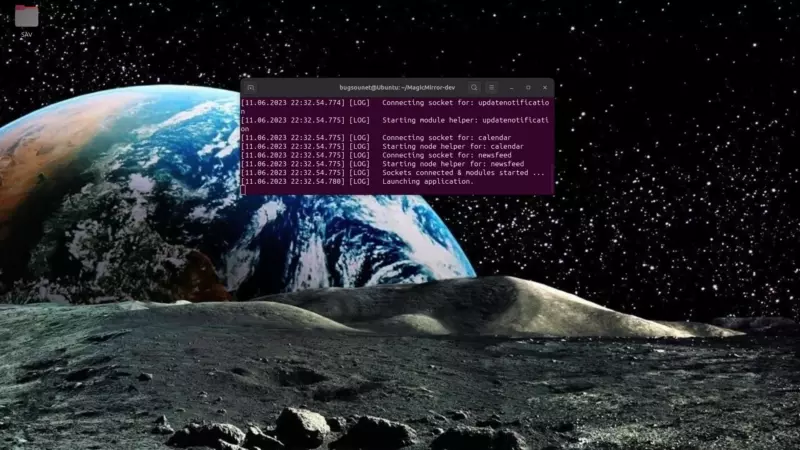 SAV
bugsounet@Ubuntu: ~/MagicMirror-dev
[11.06.2023 22:32.54.774] [LOG]   Connecting socket for: updatenotificatio
n
[11.06.2023 22:32.54.775] [LOG]   Starting module helper: updatenotificati
on
[11.06.2023 22:32.54.775] [LOG]   Connecting socket for: calendar
[11.06.2023 22:32.54.775] [LOG]   Starting node helper for: calendar
[11.06.2023 22:32.54.775] [LOG]   Connecting socket for: newsfeed
[11.06.2023 22:32.54.775] [LOG]   Starting node helper for: newsfeed
[11.06.2023 22:32.54.775] [LOG]   Sockets connected & modules started ...
[11.06.2023 22:32.54.780] [LOG]   Launching application.